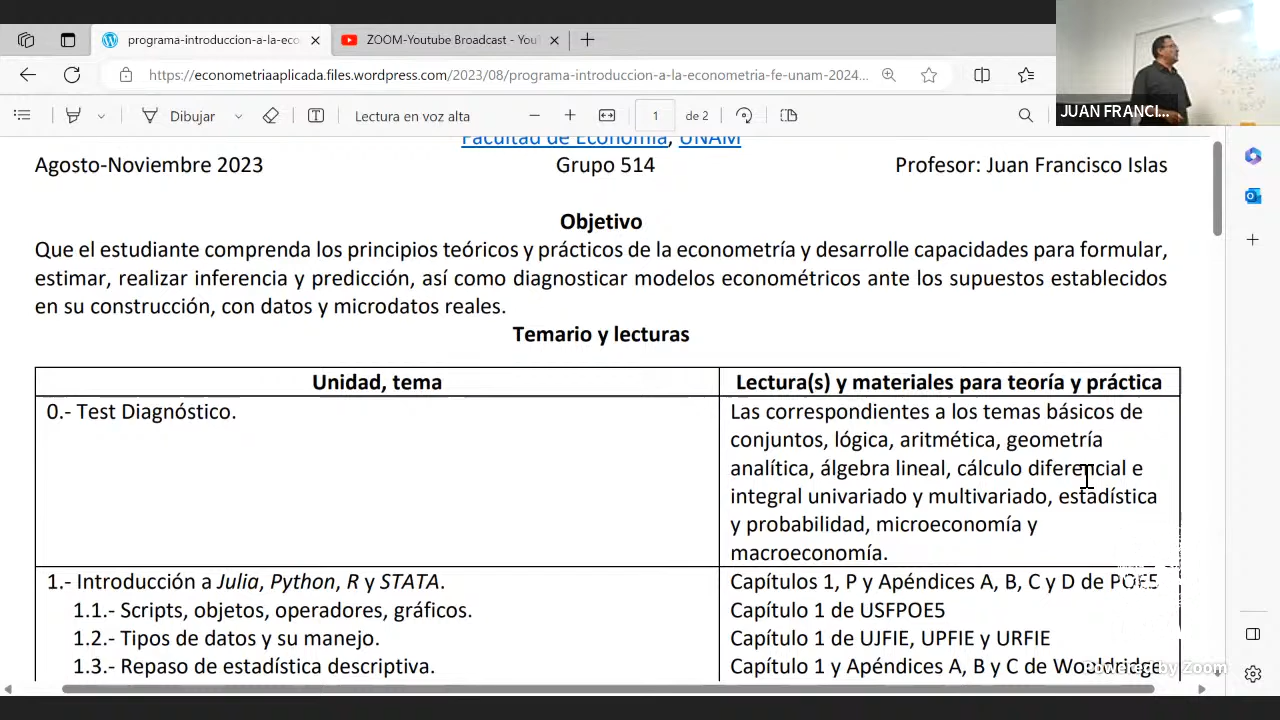 programa-introduccion-a-la-eco
ZOOM-Youtube Broadcast - You
https://econometriaaplicada.files.wordpress.com/2023/08/programa-introduccion-a-la-econometria-fe-unam-2024...
Dibujar
Lectura en voz alta
1
de 2
JUAN FRANCI...
Facultad de Economía, UNAM
Agosto-Noviembre 2023 Grupo 514 Profesor: Juan Francisco Islas
Objetivo
Que el estudiante comprenda los principios teóricos y prácticos de la econometría y desarrolle capacidades para formular,
estimar, realizar inferencia y predicción, así como diagnosticar modelos econométricos ante los supuestos establecidos
en su construcción, con datos y microdatos reales.
Temario y lecturas
Unidad, tema
Lectura(s) y materiales para teoría y práctica
0.- Test Diagnóstico.
Las correspondientes a los temas básicos de
conjuntos, lógica, aritmética, geometría
analítica, álgebra lineal, cálculo diferencial e
integral univariado y multivariado, estadística
y probabilidad, microeconomía y
macroeconomía.
1.- Introducción a Julia, Python, R y STATA.
1.1.- Scripts, objetos, operadores, gráficos.
1.2.- Tipos de datos y su manejo.
1.3.- Repaso de estadística descriptiva.
Capítulos 1, P y Apéndices A, B, C y D de POE5
Capítulo 1 de USFPOE5
Capítulo 1 de UJFIE, UPFIE y URFIE
Capítulo 1 y Apéndices A, B y C de Wooldridge
Powered by Zoom